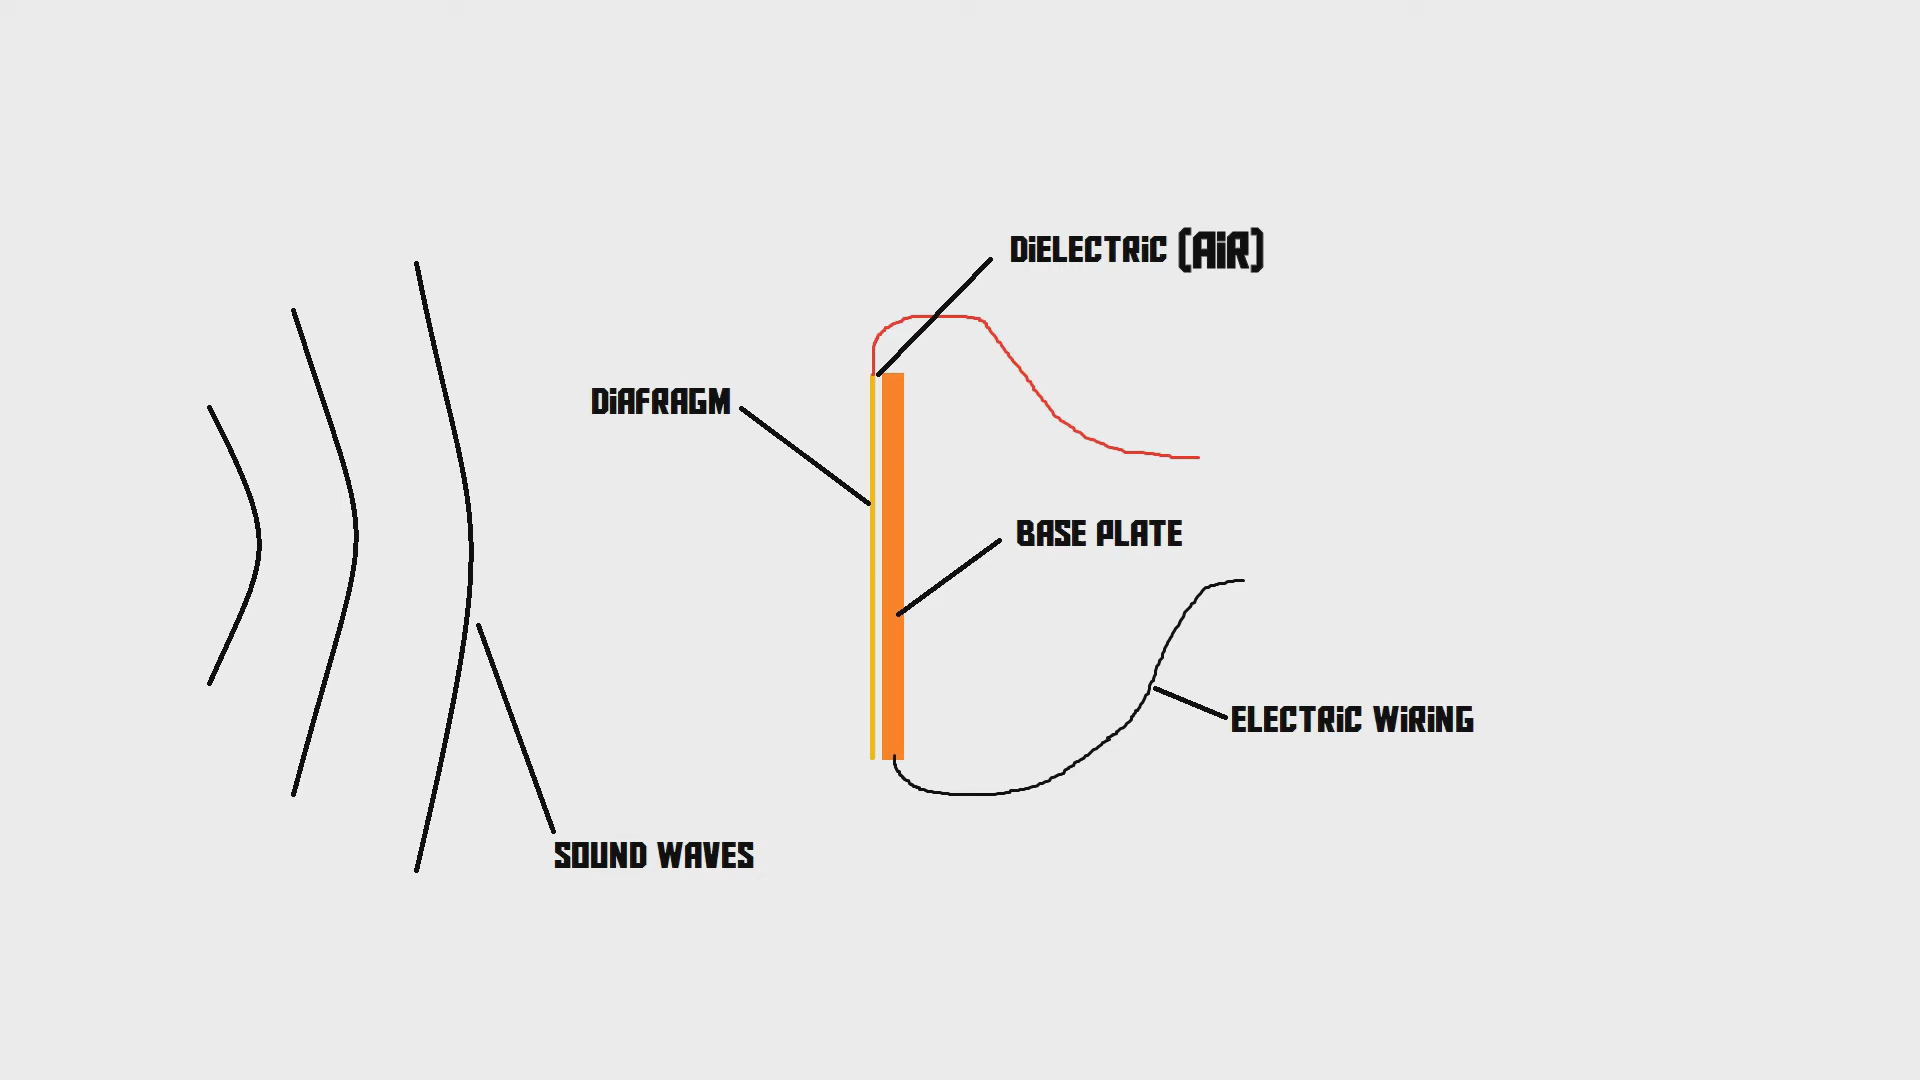 DiELECTRiC (AiR)
DiAFRAGM
BASE PLATE
ELECTRiC WiRiNG
SOUND WAVES